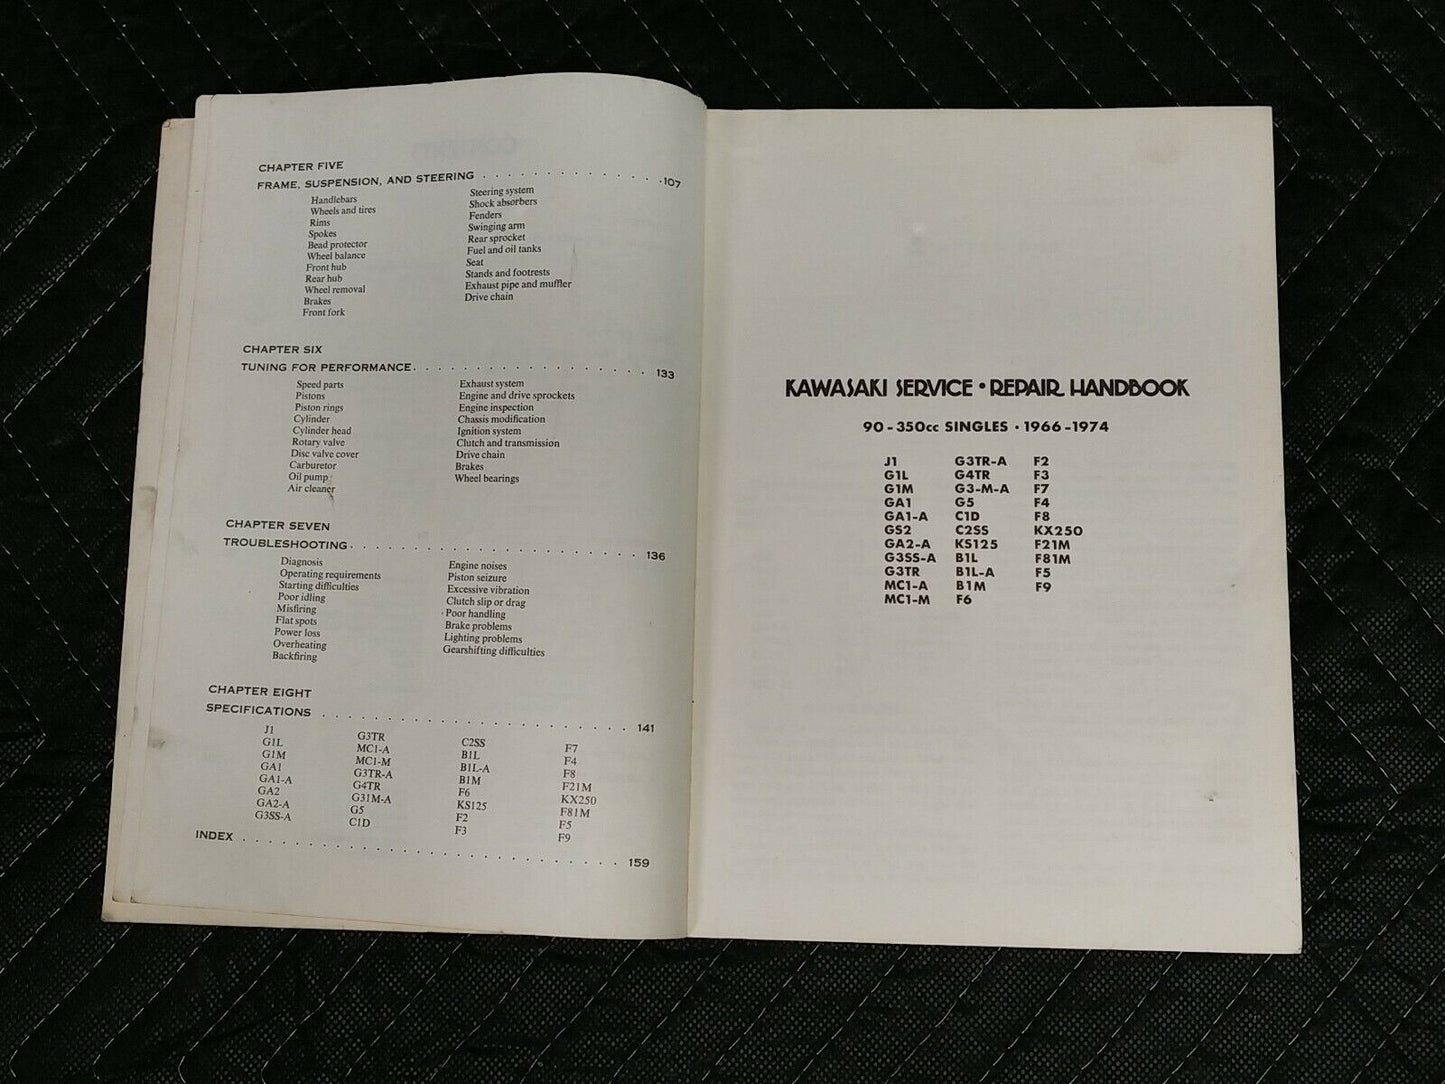 CHAPTER FIVE
FRAME, SUSPENSION, AND STEERING . . . . . . . . . . . . . . 107
Handlebars
Wheels and tires
Rims
Spokes
Bead protector
Wheel balance
Front hub
Rear hub
Wheel removal
Brakes
Front fork
Steering system
Shock absorbers
Fenders
Swinging arm
Rear sprocket
Fuel and oil tanks
Seat
Stands and footrests
Exhaust pipe and muffler
Drive chain
CHAPTER SIX
TUNING FOR PERFORMANCE. . . . . . . . . . . . . . . . . . 133
Speed parts
Pistons
Piston rings
Cylinder
Cylinder head
Rotary valve
Disc valve cover
Carburetor
Oil pump
Air cleaner
Exhaust system
Engine and drive sprockets
Engine inspection
Chassis modification
Ignition system
Clutch and transmission
Drive chain
Brakes
Wheel bearings
CHAPTER SEVEN
TROUBLESHOOTING. . . . . . . . . . . . . . . . . . . . . . 136
Diagnosis
Operating requirements
Starting difficulties
Poor idling
Misfiring
Flat spots
Power loss
Overheating
Backfiring
Engine noises
Piston seizure
Excessive vibration
Clutch slip or drag
Poor handling
Brake problems
Lighting problems
Gearshifting difficulties
CHAPTER EIGHT
SPECIFICATIONS . . . . . . . . . . . . . . . . . . . . . . . . 141
J1
G1L
G1M
GA1
GA1-A
GA2
GA2-A
G3SS-A
G3TR
MC1-A
MC1-M
G3TR-A
G4TR
G31M-A
G5
C1D
C2SS
B1L
B1L-A
B1M
F6
KS125
F2
F3
F7
F4
F8
F21M
KX250
F81M
F5
F9
INDEX . . . . . . . . . . . . . . . . . . . . . . . . . . . . 159
KAWASAKI SERVICE • REPAIR HANDBOOK
90 - 350cc SINGLES • 1966 - 1974
J1 G3TR-A F2
G1L G4TR F3
G1M G3-M-A F7
GA1 G5 F4
GA1-A C1D F8
GS2 C2SS KX250
GA2-A KS125 F21M
G3SS-A B1L F81M
G3TR B1L-A F5
MC1-A B1M F9
MC1-M F6